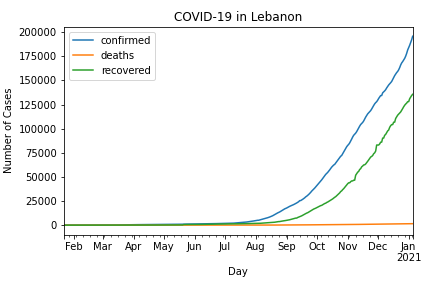 COVID-19 in Lebanon
confirmed
deaths
recovered
Number of Cases
200000
175000
150000
125000
100000
75000
50000
25000
0
Feb Mar Apr May Jun Jul Aug Sep Oct Nov Dec Jan
2021
Day